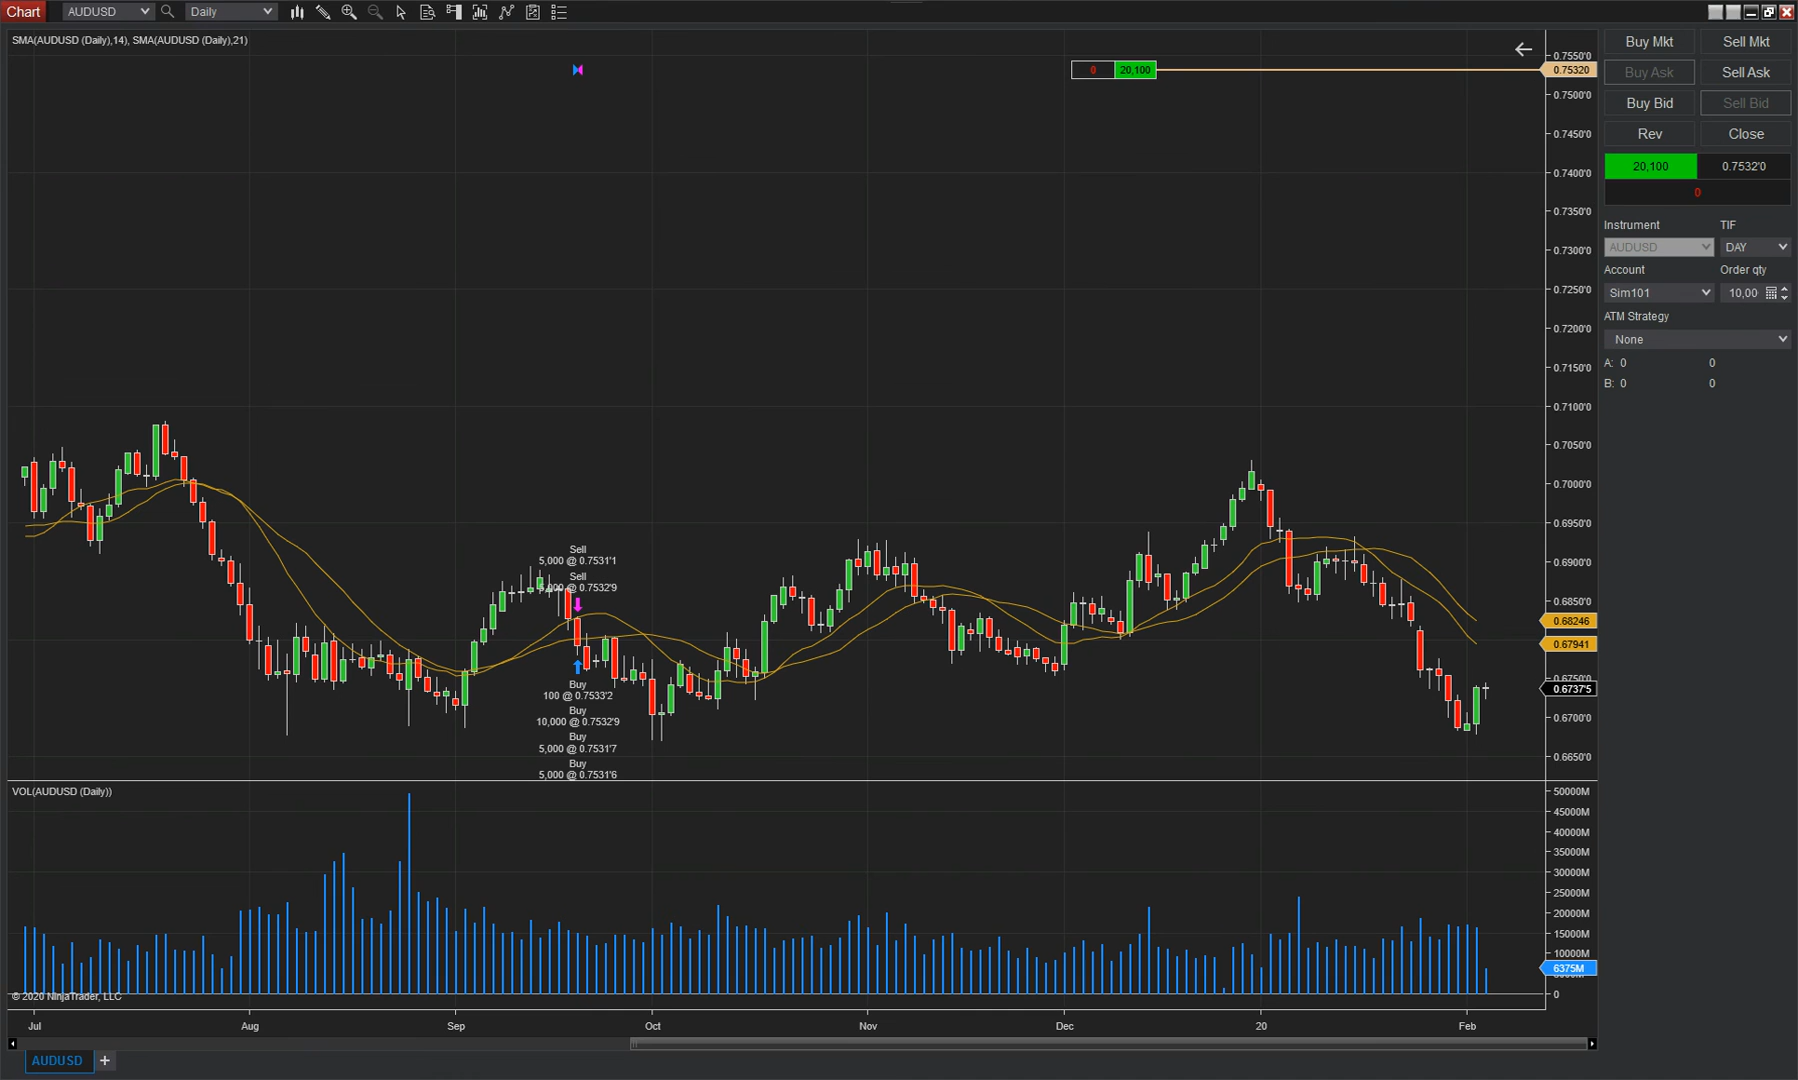 Chart AUDUSD Daily
SMA(AUDUSD (Daily),14), SMA(AUDUSD (Daily),21)
0 20,100
0.7550'0
0.75320
0.7500'0
0.7450'0
0.7400'0
0.7350'0
0.7300'0
0.7250'0
0.7200'0
0.7150'0
0.7100'0
0.7050'0
0.7000'0
0.6950'0
0.6900'0
0.6850'0
0.68246
0.67941
0.6750'0
0.6737'5
0.6700'0
0.6650'0
Sell
5,000 @ 0.7531'1
Sell
5,000 @ 0.7532'9
Buy
100 @ 0.7533'2
Buy
10,000 @ 0.7532'9
Buy
5,000 @ 0.7531'7
Buy
5,000 @ 0.7531'6
VOL(AUDUSD (Daily))
50000M
45000M
40000M
35000M
30000M
25000M
20000M
15000M
10000M
6375M
0
© 2020 NinjaTrader, LLC
Jul Aug Sep Oct Nov Dec 20 Feb
AUDUSD +
Buy Mkt Sell Mkt
Buy Ask Sell Ask
Buy Bid Sell Bid
Rev Close
20,100 0.7532'0
0
Instrument TIF
AUDUSD DAY
Account Order qty
Sim101 10,00
ATM Strategy
None
A: 0 0
B: 0 0